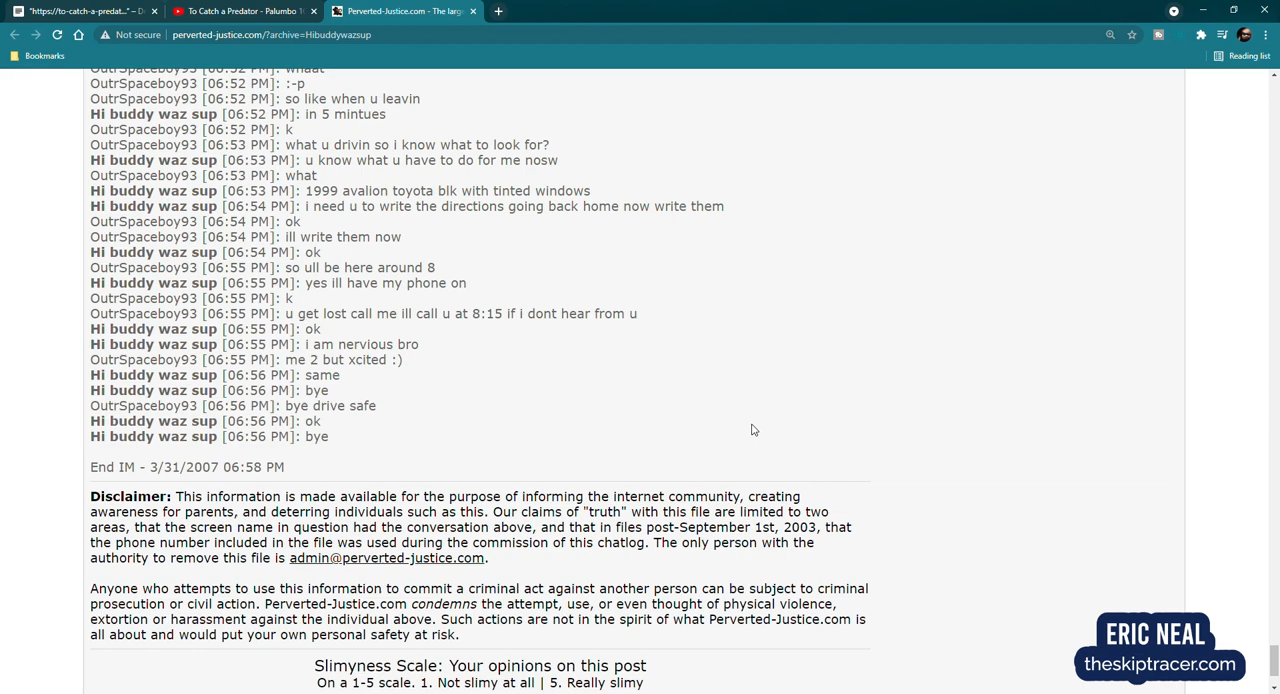 "https://to-catch-a-predat..." – D
To Catch a Predator - Palumbo 1
Perverted-Justice.com - The larg
Not secure
perverted-justice.com/?archive=Hibuddywazsup
Bookmarks
Reading list
OutrSpaceboy93 [06:52 PM]: whaat
OutrSpaceboy93 [06:52 PM]: :-p
OutrSpaceboy93 [06:52 PM]: so like when u leavin
Hi buddy waz sup [06:52 PM]: in 5 mintues
OutrSpaceboy93 [06:52 PM]: k
OutrSpaceboy93 [06:53 PM]: what u drivin so i know what to look for?
Hi buddy waz sup [06:53 PM]: u know what u have to do for me nosw
OutrSpaceboy93 [06:53 PM]: what
Hi buddy waz sup [06:53 PM]: 1999 avalion toyota blk with tinted windows
Hi buddy waz sup [06:54 PM]: i need u to write the directions going back home now write them
OutrSpaceboy93 [06:54 PM]: ok
OutrSpaceboy93 [06:54 PM]: ill write them now
Hi buddy waz sup [06:54 PM]: ok
OutrSpaceboy93 [06:55 PM]: so ull be here around 8
Hi buddy waz sup [06:55 PM]: yes ill have my phone on
OutrSpaceboy93 [06:55 PM]: k
OutrSpaceboy93 [06:55 PM]: u get lost call me ill call u at 8:15 if i dont hear from u
Hi buddy waz sup [06:55 PM]: ok
Hi buddy waz sup [06:55 PM]: i am nervious bro
OutrSpaceboy93 [06:55 PM]: me 2 but xcited :)
Hi buddy waz sup [06:56 PM]: same
Hi buddy waz sup [06:56 PM]: bye
OutrSpaceboy93 [06:56 PM]: bye drive safe
Hi buddy waz sup [06:56 PM]: ok
Hi buddy waz sup [06:56 PM]: bye
End IM - 3/31/2007 06:58 PM
Disclaimer: This information is made available for the purpose of informing the internet community, creating
awareness for parents, and deterring individuals such as this. Our claims of "truth" with this file are limited to two
areas, that the screen name in question had the conversation above, and that in files post-September 1st, 2003, that
the phone number included in the file was used during the commission of this chatlog. The only person with the
authority to remove this file is admin@perverted-justice.com.
Anyone who attempts to use this information to commit a criminal act against another person can be subject to criminal
prosecution or civil action. Perverted-Justice.com condemns the attempt, use, or even thought of physical violence,
extortion or harassment against the individual above. Such actions are not in the spirit of what Perverted-Justice.com is
all about and would put your own personal safety at risk.
Slimyness Scale: Your opinions on this post
On a 1-5 scale. 1. Not slimy at all | 5. Really slimy
ERIC NEAL
theskiptracer.com